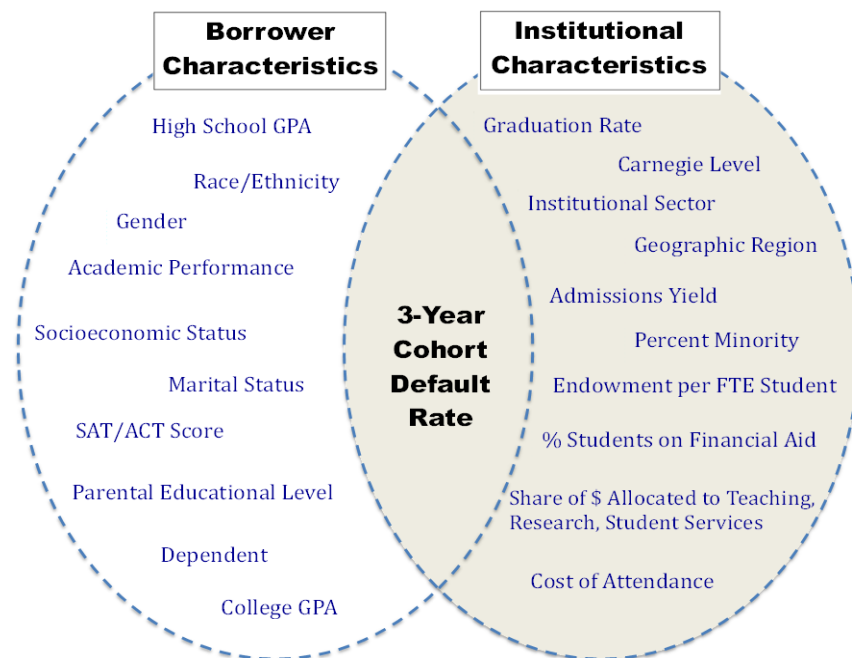 Borrower
Characteristics
Institutional
Characteristics
High School GPA
Race/Ethnicity
Gender
Academic Performance
Socioeconomic Status
Marital Status
SAT/ACT Score
Parental Educational Level
Dependent
College GPA
3-Year
Cohort
Default
Rate
Graduation Rate
Carnegie Level
Institutional Sector
Geographic Region
Admissions Yield
Percent Minority
Endowment per FTE Student
% Students on Financial Aid
Share of $ Allocated to Teaching,
Research, Student Services
Cost of Attendance